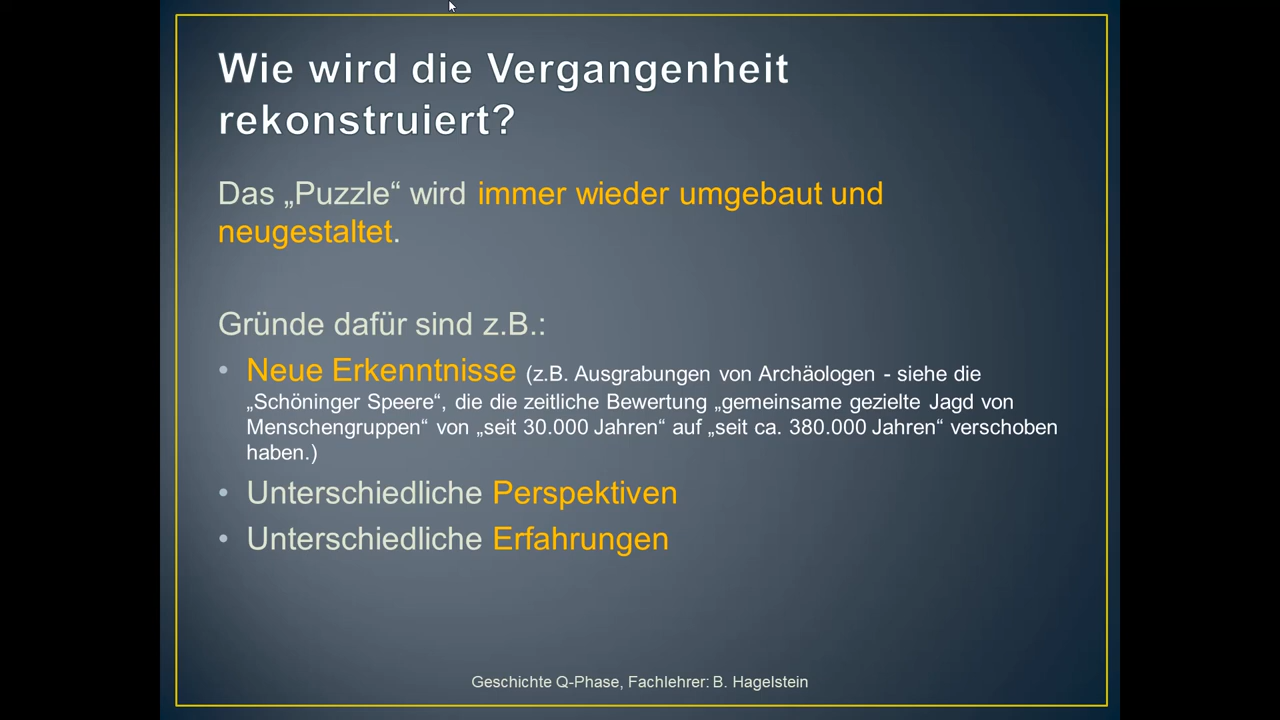 Wie wird die Vergangenheit
rekonstruiert?
Das „Puzzle“ wird immer wieder umgebaut und
neugestaltet.
Gründe dafür sind z.B.:
• Neue Erkenntnisse (z.B. Ausgrabungen von Archäologen - siehe die
„Schöninger Speere“, die die zeitliche Bewertung „gemeinsame gezielte Jagd von
Menschengruppen“ von „seit 30.000 Jahren“ auf „seit ca. 380.000 Jahren“ verschoben
haben.)
• Unterschiedliche Perspektiven
• Unterschiedliche Erfahrungen
Geschichte Q-Phase, Fachlehrer: B. Hagelstein